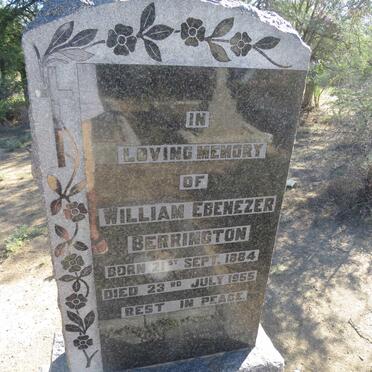 IN
LOVING MEMORY
OF
WILLIAM EBENEZER
BERRINGTON
BORN 21ST SEPT. 1884
DIED 23RD JULY 1955
REST IN PEACE